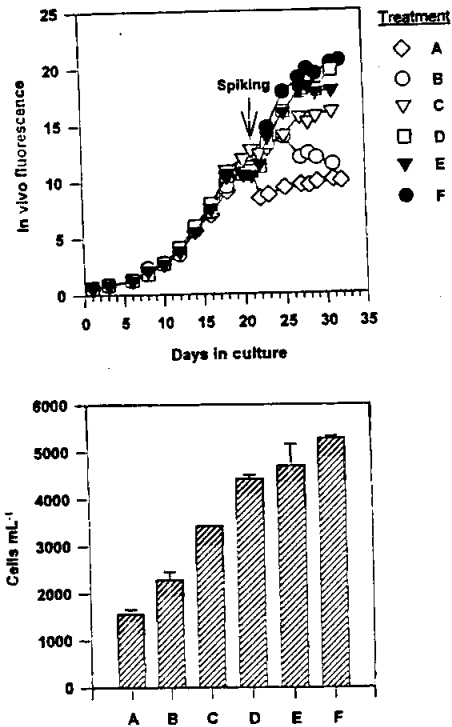 Treatment
A
B
C
D
E
F
25
20
15
10
5
0
In vivo fluorescence
Spiking
0 5 10 15 20 25 30 35
Days in culture
6000
5000
4000
3000
2000
1000
0
Cells mL⁻¹
A B C D E F